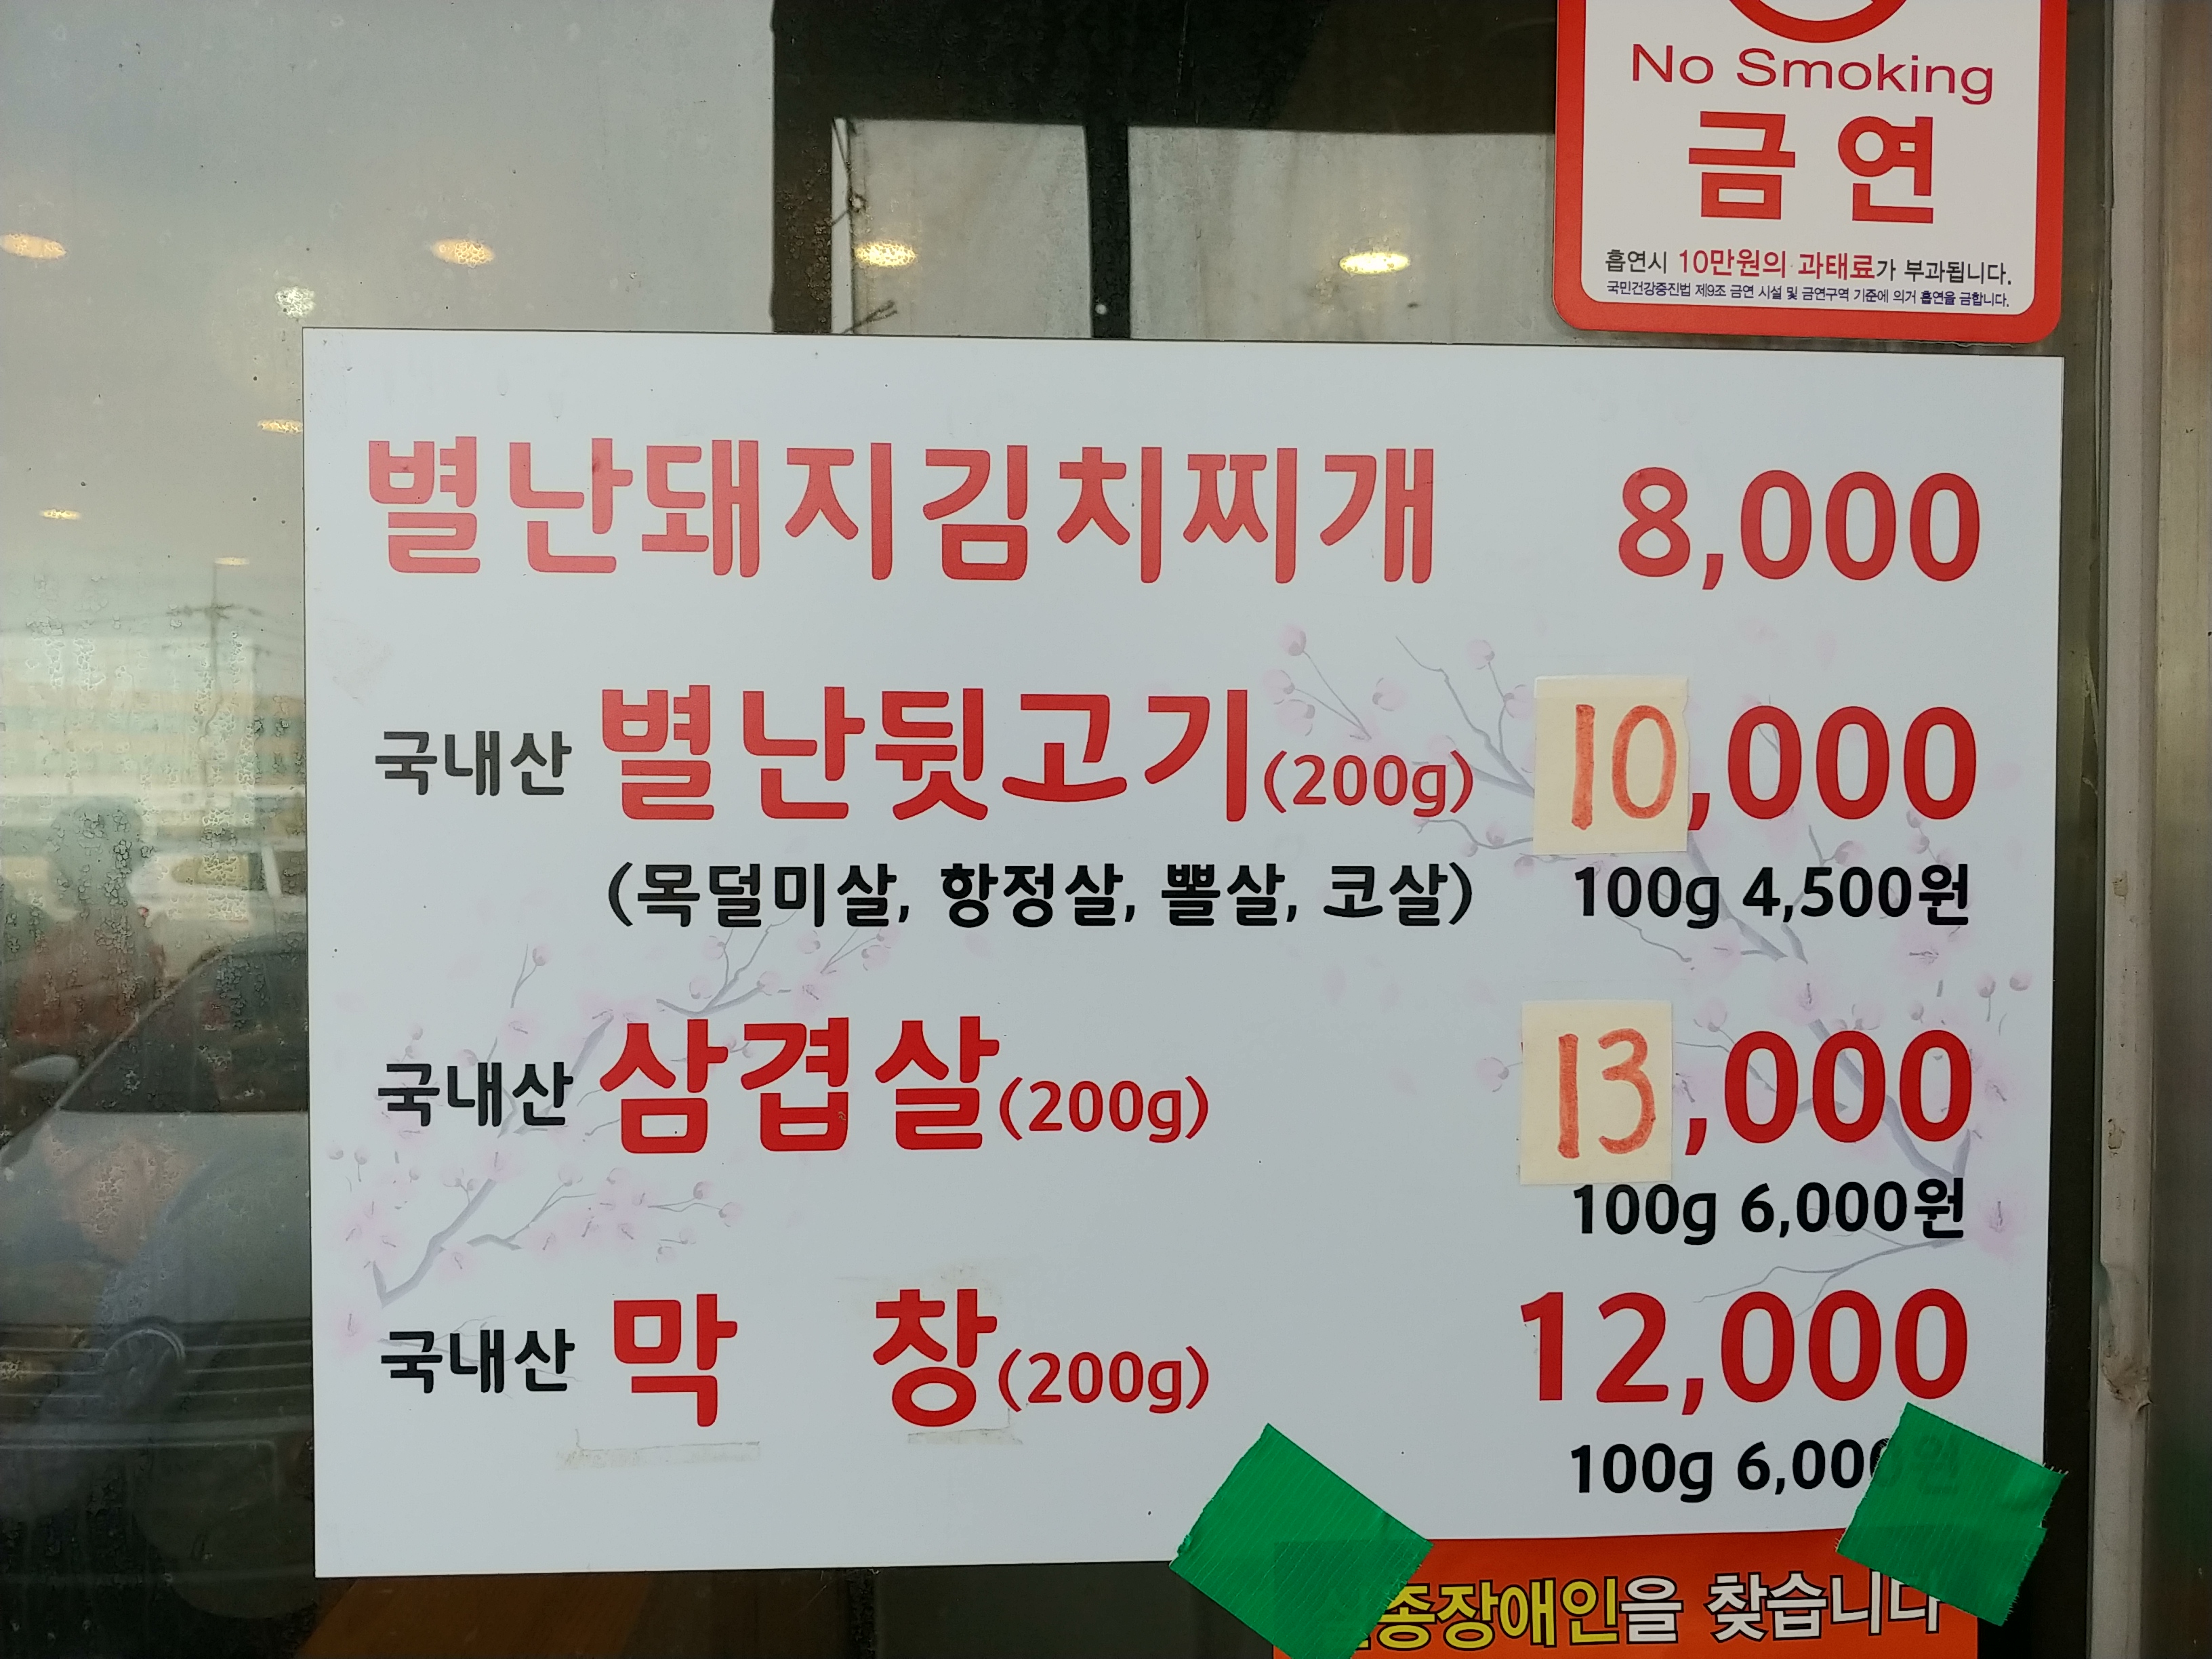 No Smoking
금연
흡연시 10만원의 과태료가 부과됩니다.
국민건강증진법 제9조 금연 시설 및 금연구역 기준에 의거 흡연을 금합니다.
별난돼지김치찌개 8,000
국내산 별난뒷고기(200g) 10,000
(목덜미살, 항정살, 뽈살, 코살) 100g 4,500원
국내산 삼겹살(200g) 13,000
100g 6,000원
국내산 막 창(200g) 12,000
100g 6,000원
실종장애인을 찾습니다